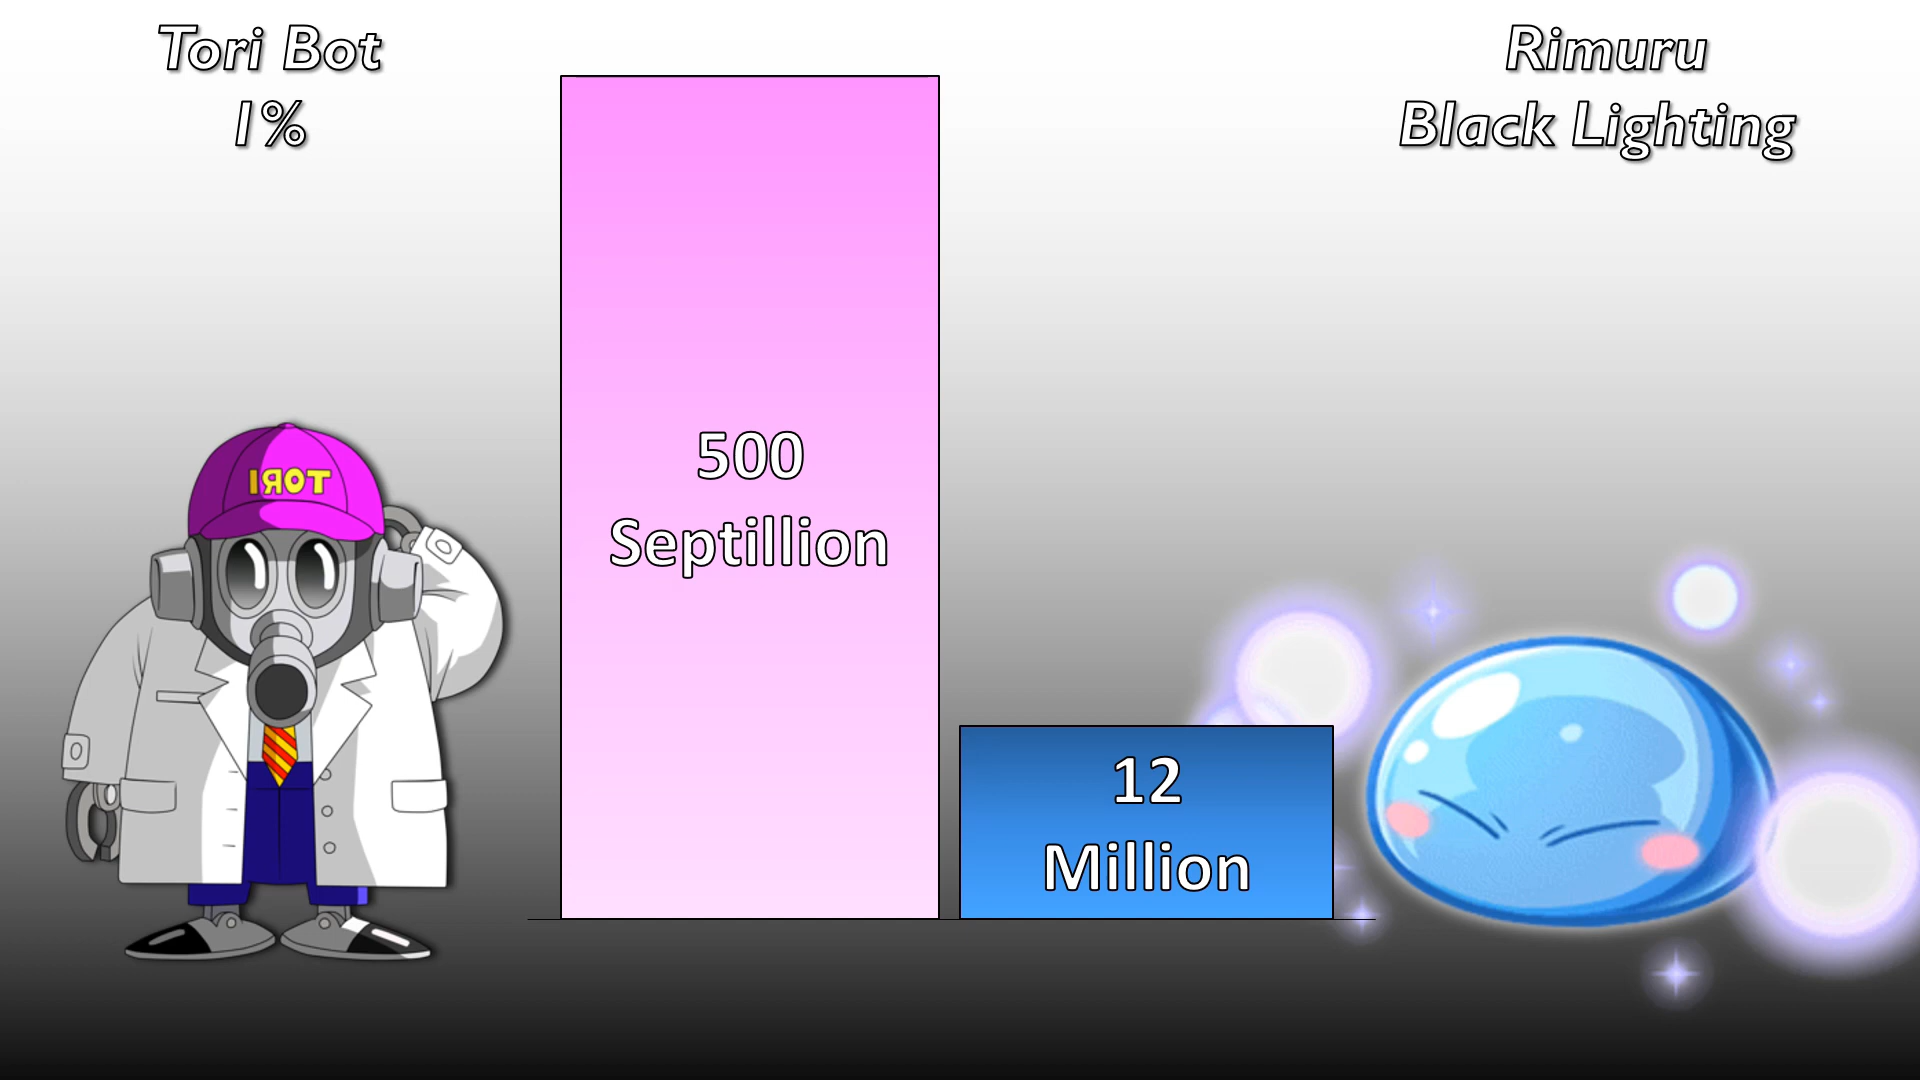 Tori Bot
1%
Rimuru
Black Lighting
500
Septillion
12
Million
TORI